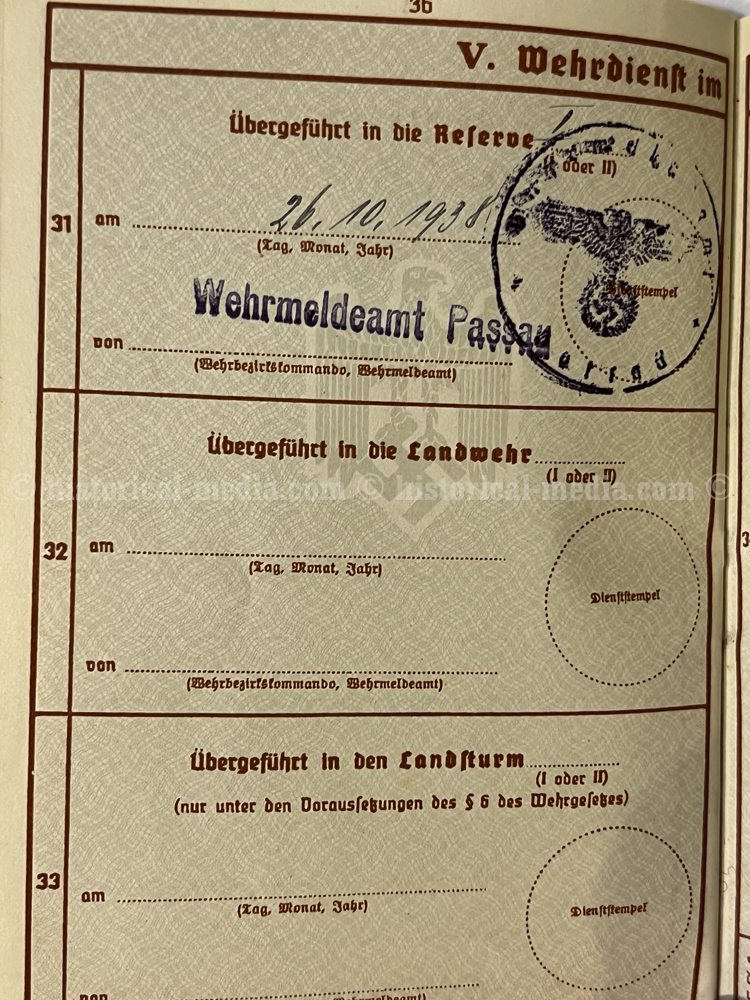 36
V. Wehrdienst im
Übergeführt in die Reserve I
(I oder II)
31
am 26. 10. 1938
(Tag, Monat, Jahr)
Dienststempel
Wehrmeldeamt Passau
von
(Wehrbezirkskommando, Wehrmeldeamt)
Übergeführt in die Landwehr
(I oder II)
© historical-media.com © historical-media.com ©
32
am
(Tag, Monat, Jahr)
Dienststempel
von
(Wehrbezirkskommando, Wehrmeldeamt)
Übergeführt in den Landsturm
(I oder II)
(nur unter den Voraussetzungen des § 6 des Wehrgesetzes)
33
am
(Tag, Monat, Jahr)
Dienststempel
von